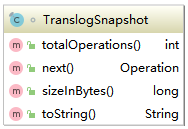 C TranslogSnapshot
m totalOperations() int
m next() Operation
m sizeInBytes() long
m toString() String